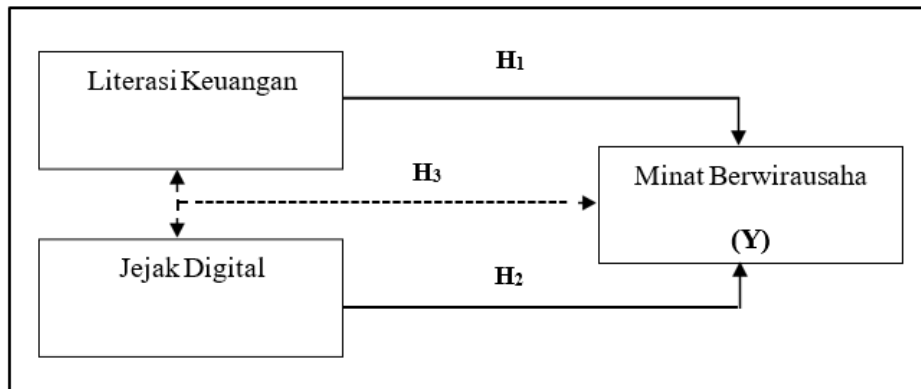 H₁
Literasi Keuangan
H₃
Minat Berwirausaha
(Y)
Jejak Digital
H₂